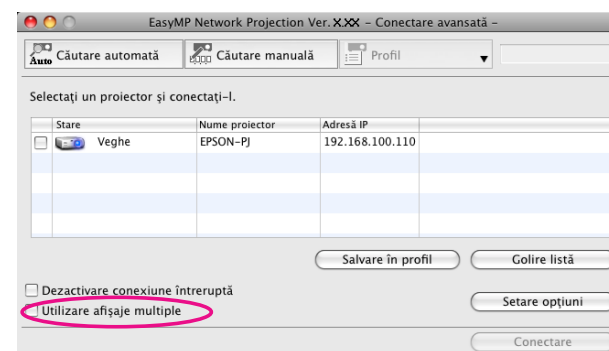 EasyMP Network Projection Ver. X.XX – Conectare avansată –
Auto Căutare automată Căutare manuală Profil
Selectați un proiector și conectați-l.
Stare Nume proiector Adresă IP
Veghe EPSON-PJ 192.168.100.110
Salvare în profil Golire listă
Dezactivare conexiune întreruptă
Utilizare afișaje multiple Setare opțiuni
Conectare